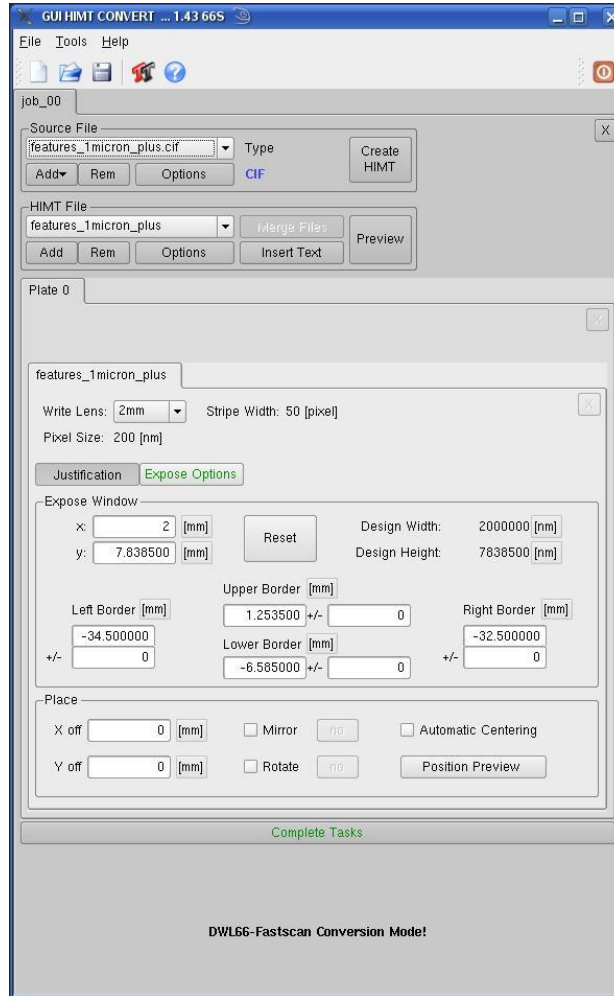 GUI HIMT CONVERT ... 1.43 66S
File Tools Help
job_00
Source File
X
features_1micron_plus.cif Type Create HIMT
Add Rem Options CIF
HIMT File
features_1micron_plus Merge Files Preview
Add Rem Options Insert Text
Plate 0
X
features_1micron_plus
X
Write Lens: 2mm Stripe Width: 50 [pixel]
Pixel Size: 200 [nm]
Justification Expose Options
Expose Window
x: 2 [mm] Reset Design Width: 2000000 [nm]
y: 7.838500 [mm] Design Height: 7838500 [nm]
Upper Border [mm]
Left Border [mm] 1.253500 +/- 0 Right Border [mm]
-34.500000 Lower Border [mm] -32.500000
+/- 0 -6.585000 +/- 0 +/- 0
Place
X off 0 [mm] Mirror no Automatic Centering
Y off 0 [mm] Rotate no Position Preview
Complete Tasks
DWL66-Fastscan Conversion Mode!